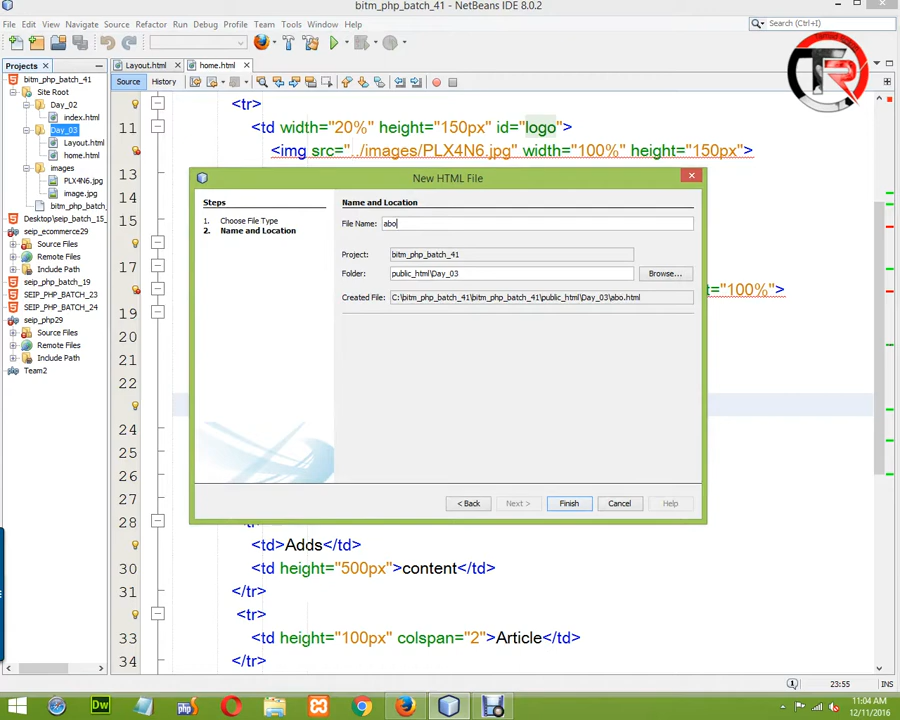 bitm_php_batch_41 - NetBeans IDE 8.0.2
File Edit View Navigate Source Refactor Run Debug Profile Team Tools Window Help
Search (Ctrl+I)
Projects
Layout.html
home.html
Source History
bitm_php_batch_41
Site Root
Day_02
index.html
Day_03
Layout.html
home.html
images
PLX4N6.jpg
image.jpg
bitm_php_batch_
Desktop\seip_batch_15_
seip_ecommerce29
Source Files
Remote Files
Include Path
seip_php_batch_19
SEIP_PHP_BATCH_23
SEIP_PHP_BATCH_24
seip_php29
Source Files
Remote Files
Include Path
Team2
<tr>
11 <td width="20%" height="150px" id="logo">
<img src="../images/PLX4N6.jpg" width="100%" height="150px">
13
14
15
17
t="100%">
19
20
21
22
24
25
26
27
28
<td>Adds</td>
30 <td height="500px">content</td>
31 </tr>
<tr>
33 <td height="100px" colspan="2">Article</td>
34 </tr>
New HTML File
Steps
1. Choose File Type
2. Name and Location
Name and Location
File Name: abo
Project: bitm_php_batch_41
Folder: public_html\Day_03
Browse...
Created File: C:\bitm_php_batch_41\bitm_php_batch_41\public_html\Day_03\abo.html
< Back Next > Finish Cancel Help
23:55 INS
Dw
php
11:04 AM
12/11/2016